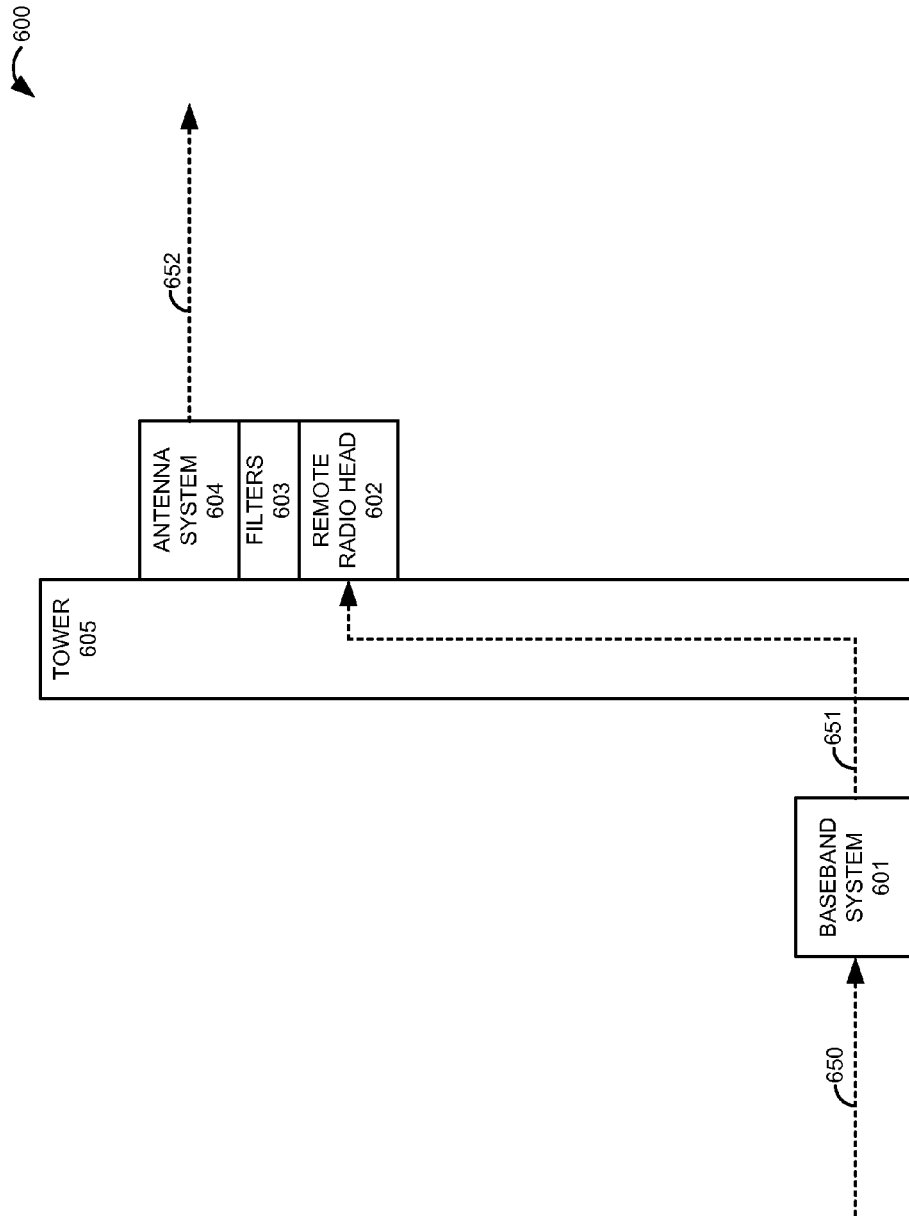 600
652
ANTENNA
SYSTEM
604
FILTERS
603
REMOTE
RADIO HEAD
602
TOWER
605
651
BASEBAND
SYSTEM
601
650